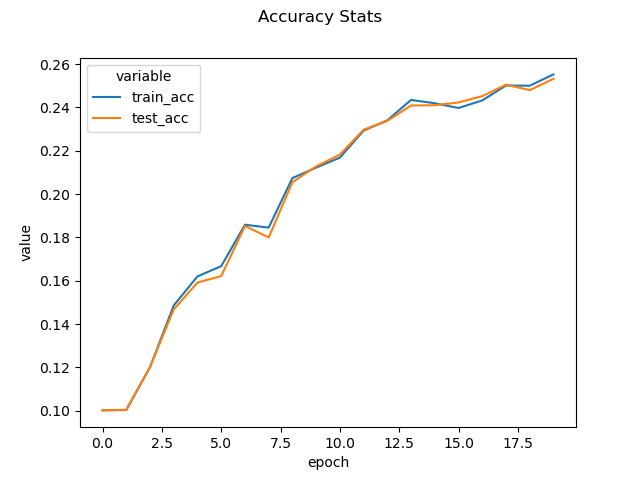 Accuracy Stats
0.26
0.24
0.22
0.20
0.18
0.16
0.14
0.12
0.10
value
variable
train_acc
test_acc
0.0 2.5 5.0 7.5 10.0 12.5 15.0 17.5
epoch